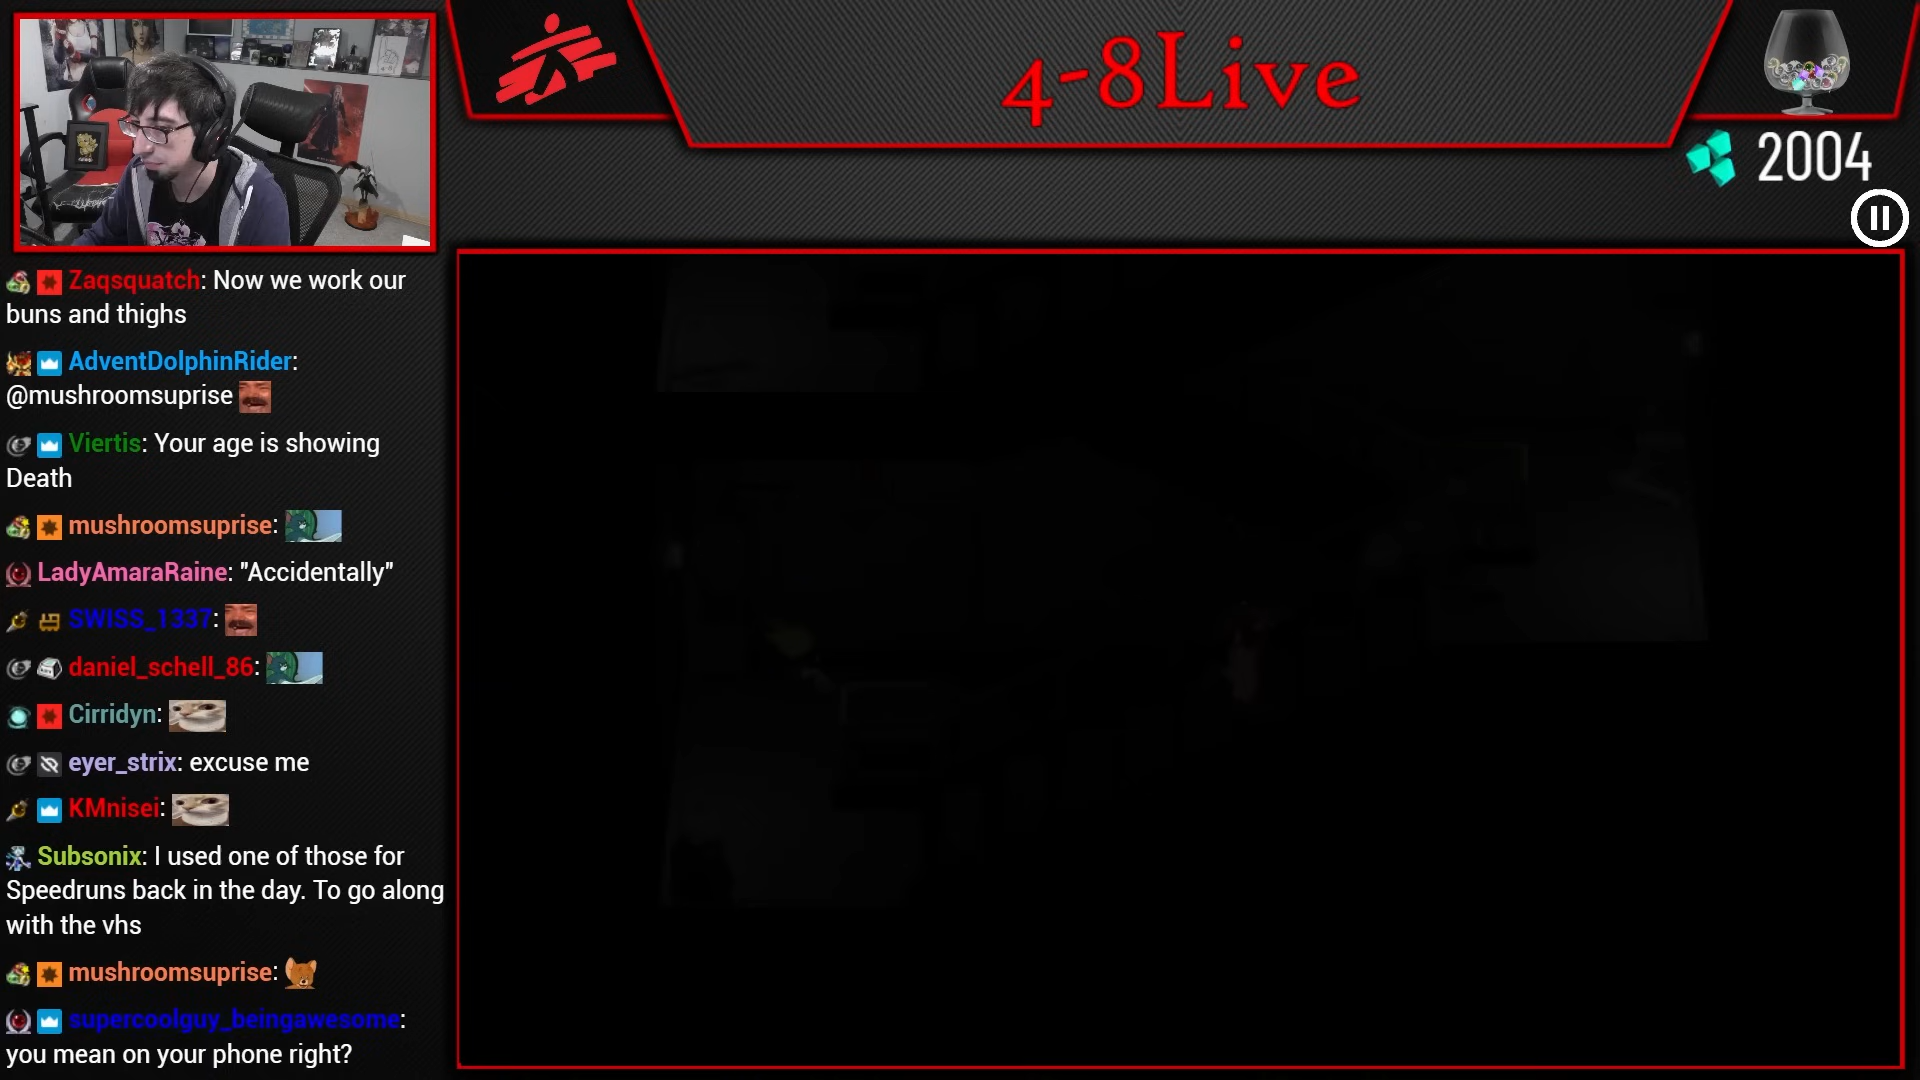 4-8Live
2004
Zaqsquatch: Now we work our
buns and thighs
AdventDolphinRider:
@mushroomsuprise
Viertis: Your age is showing
Death
mushroomsuprise:
LadyAmaraRaine: "Accidentally"
SWISS_1337:
daniel_schell_86:
Cirridyn:
eyer_strix: excuse me
KMnisei:
Subsonix: I used one of those for
Speedruns back in the day. To go along
with the vhs
mushroomsuprise:
supercoolguy_beingawesome:
you mean on your phone right?